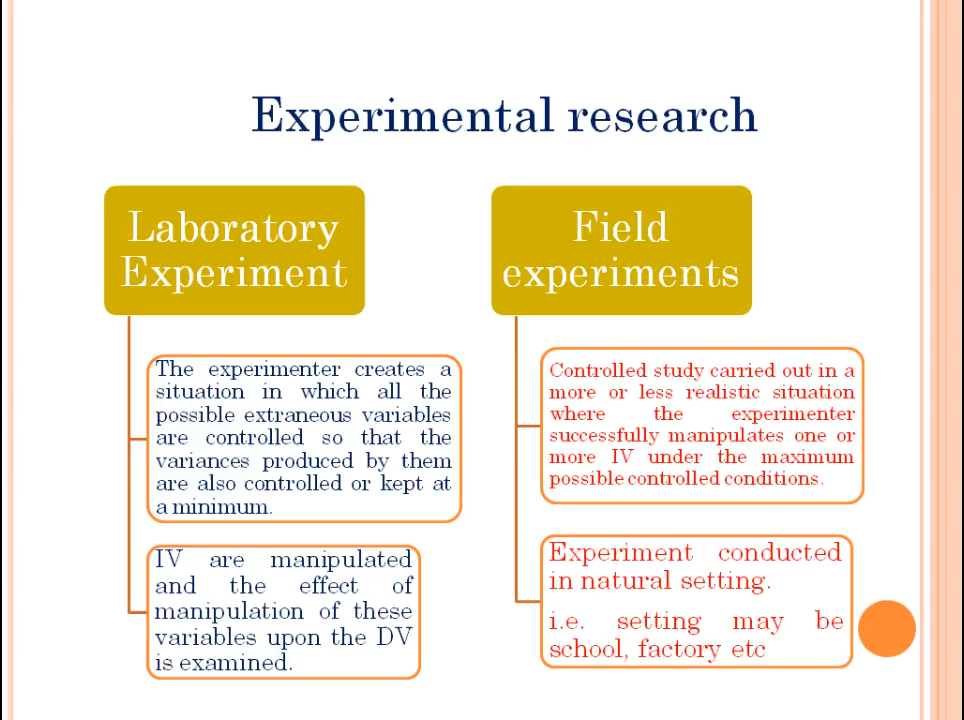 Experimental research
Laboratory
Experiment
The experimenter creates a
situation in which all the
possible extraneous variables
are controlled so that the
variances produced by them
are also controlled or kept at
a minimum.
IV are manipulated
and the effect of
manipulation of these
variables upon the DV
is examined.
Field
experiments
Controlled study carried out in a
more or less realistic situation
where the experimenter
successfully manipulates one or
more IV under the maximum
possible controlled conditions.
Experiment conducted
in natural setting.
i.e. setting may be
school, factory etc